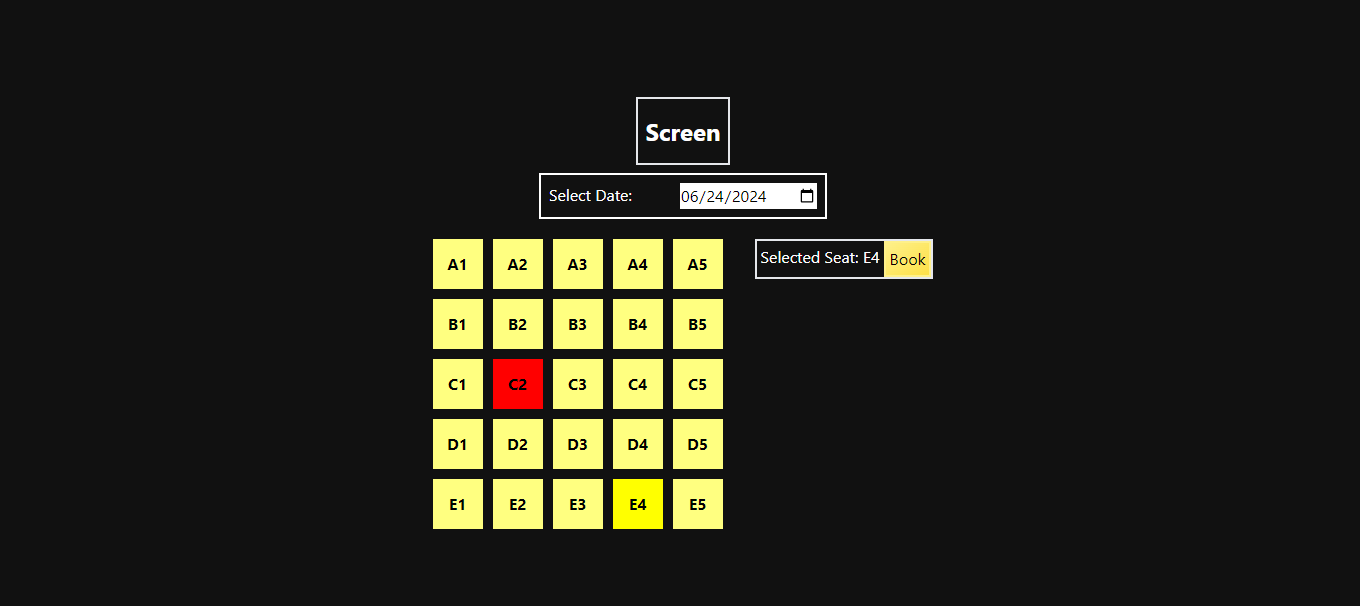 Screen
Select Date: 06/24/2024
A1 A2 A3 A4 A5
Selected Seat: E4 Book
B1 B2 B3 B4 B5
C1 C2 C3 C4 C5
D1 D2 D3 D4 D5
E1 E2 E3 E4 E5